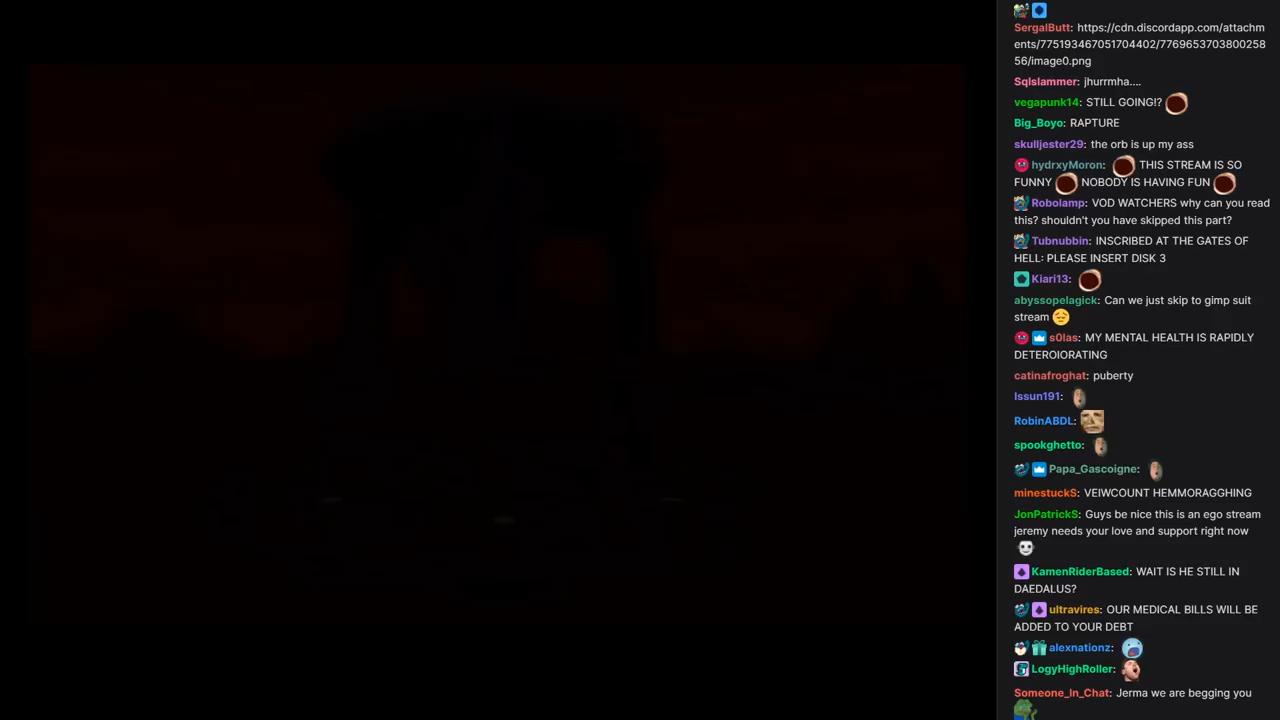 SergalButt: https://cdn.discordapp.com/attachm
ents/775193467051704402/7769653703800258
56/image0.png
Sqlslammer: jhurrmha....
vegapunk14: STILL GOING!?
Big_Boyo: RAPTURE
skulljester29: the orb is up my ass
hydrxyMoron: THIS STREAM IS SO
FUNNY NOBODY IS HAVING FUN
Robolamp: VOD WATCHERS why can you read
this? shouldn't you have skipped this part?
Tubnubbin: INSCRIBED AT THE GATES OF
HELL: PLEASE INSERT DISK 3
Kiari13:
abyssopelagick: Can we just skip to gimp suit
stream
s0las: MY MENTAL HEALTH IS RAPIDLY
DETEROIORATING
catinafroghat: puberty
Issun191:
RobinABDL:
spookghetto:
Papa_Gascoigne:
minestuckS: VEIWCOUNT HEMMORAGGHING
JonPatrickS: Guys be nice this is an ego stream
jeremy needs your love and support right now
KamenRiderBased: WAIT IS HE STILL IN
DAEDALUS?
ultravires: OUR MEDICAL BILLS WILL BE
ADDED TO YOUR DEBT
alexnationz:
LogyHighRoller:
Someone_In_Chat: Jerma we are begging you